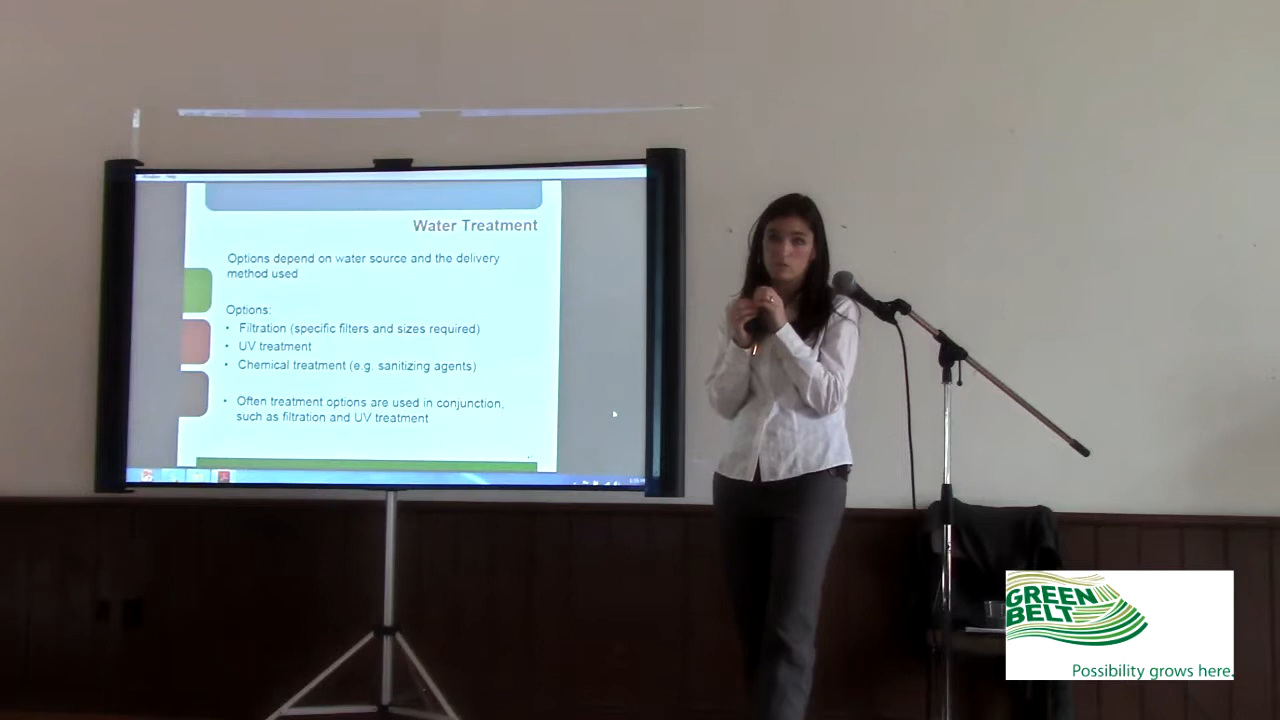 Window Help
Water Treatment
Options depend on water source and the delivery
method used
Options:
• Filtration (specific filters and sizes required)
• UV treatment
• Chemical treatment (e.g. sanitizing agents)
• Often treatment options are used in conjunction,
such as filtration and UV treatment
GREEN
BELT
Possibility grows here.